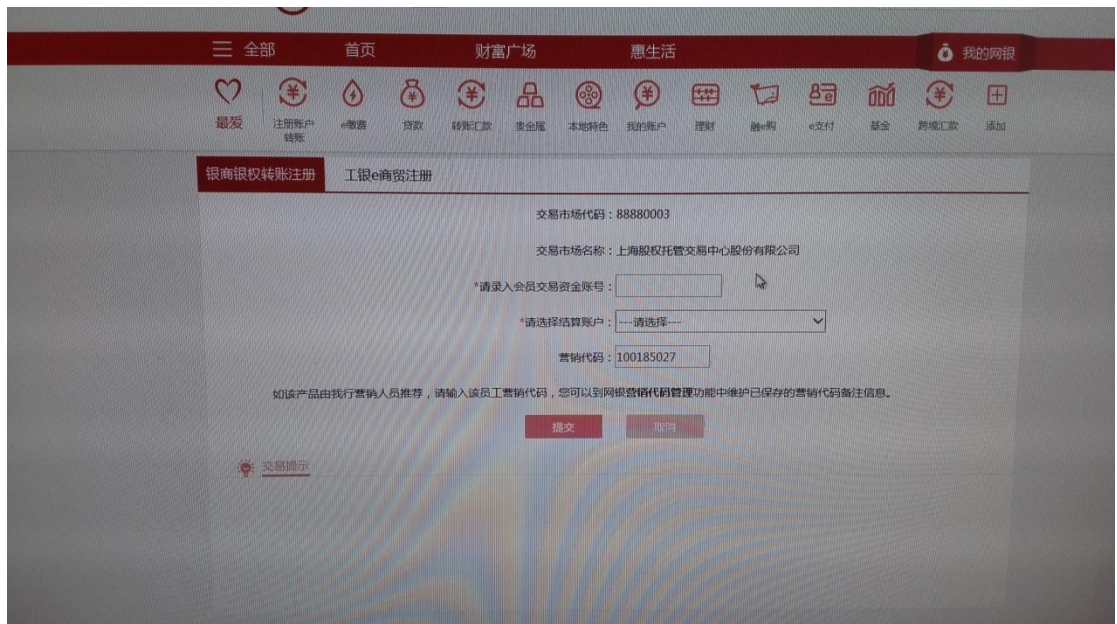 全部 首页 财富广场 惠生活 我的网银
最爱 注册账户转账 e缴费 贷款 转账汇款 贵金属 本地特色 我的账户 理财 融e购 e支付 基金 跨境汇款 添加
银商银权转账注册 工银e商贸注册
交易市场代码：88880003
交易市场名称：上海股权托管交易中心股份有限公司
*请录入会员交易资金账号：
*请选择结算账户：---请选择---
营销代码：100185027
如该产品由我行营销人员推荐，请输入该员工营销代码，您可以到网银营销代码管理功能中维护已保存的营销代码备注信息。
提交 取消
交易提示